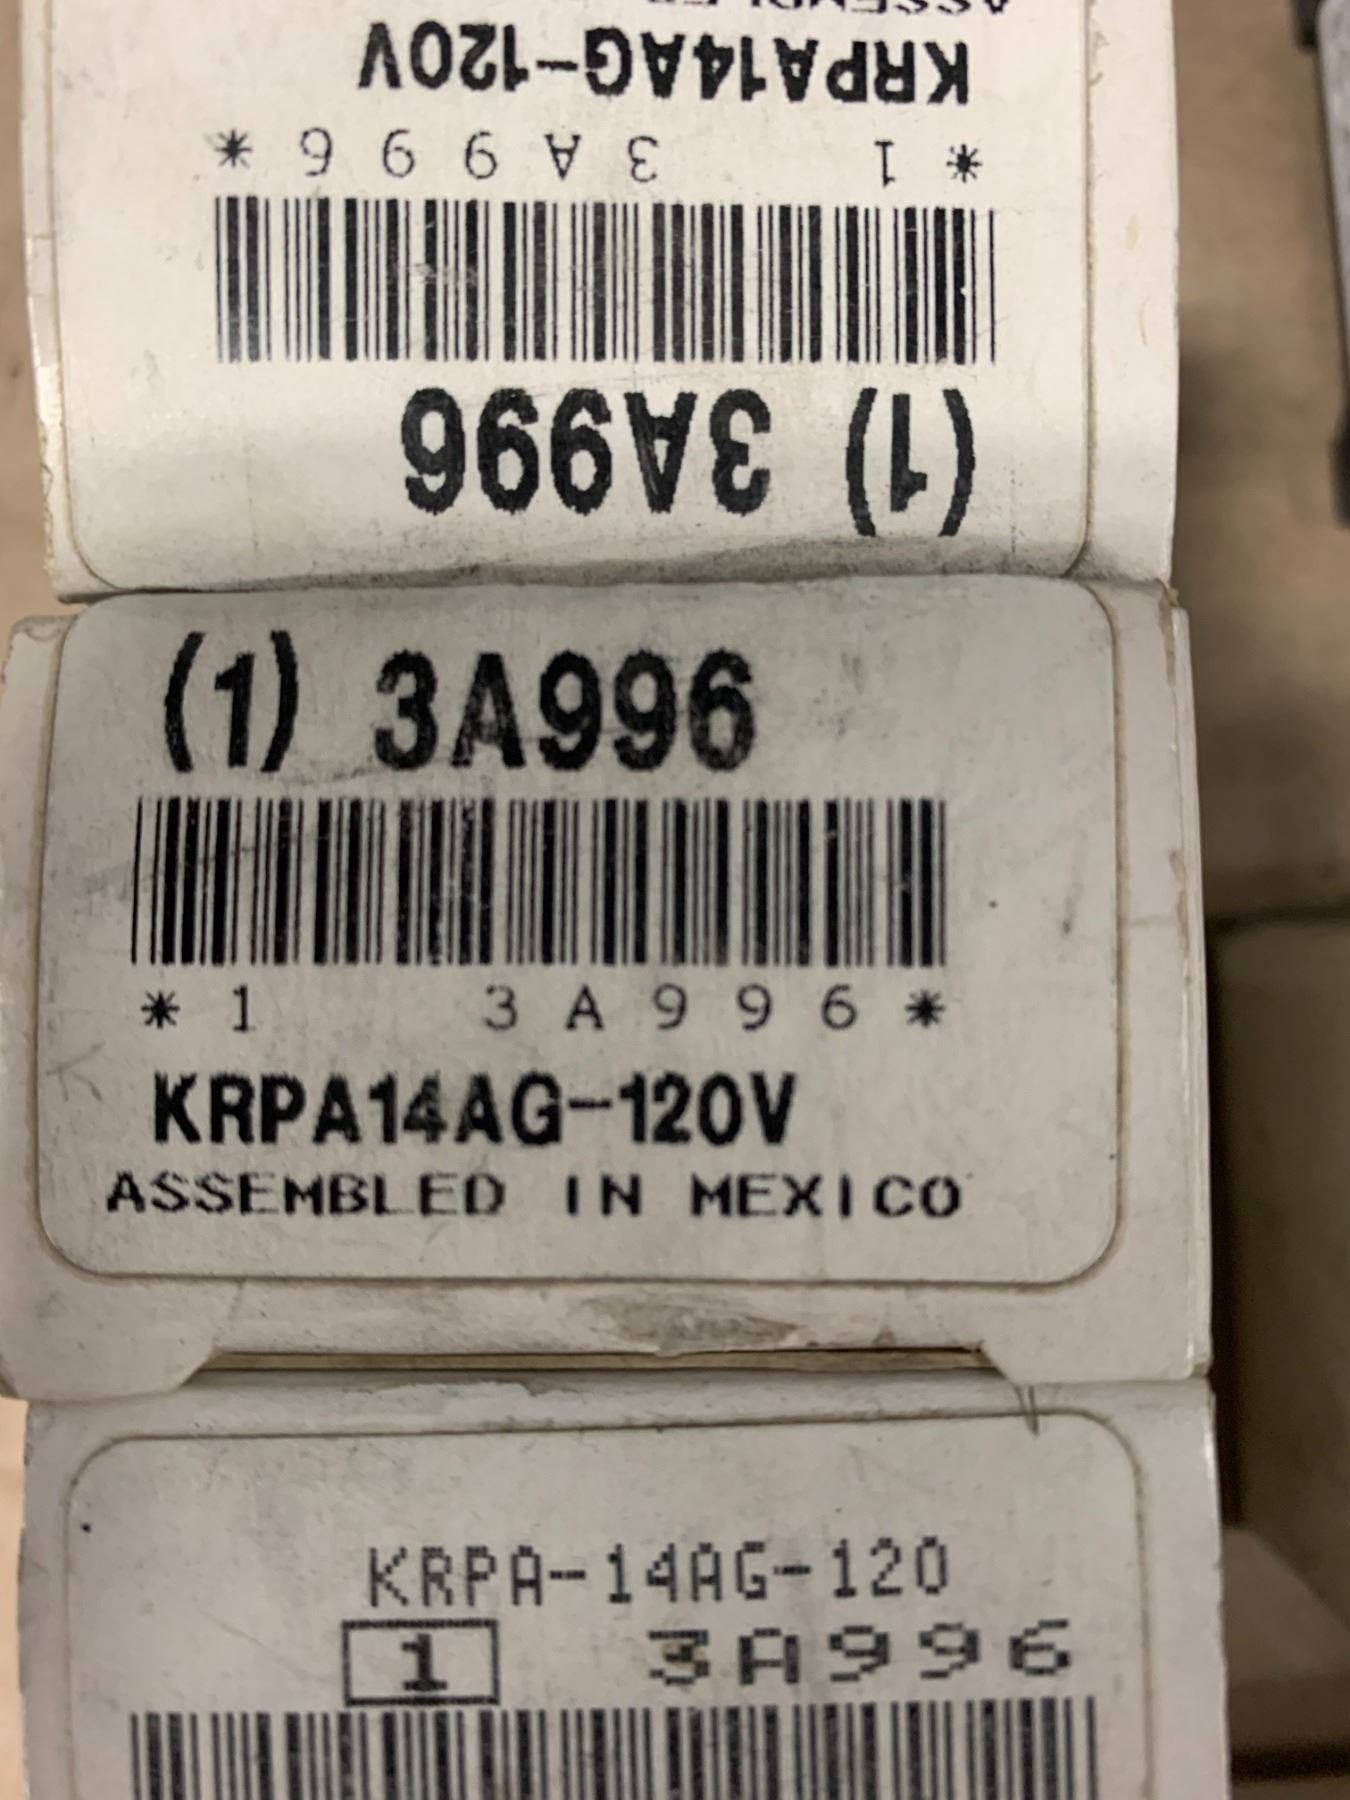 ASSEMBLED
KRPA14AG-120V
* 1 3 A 9 9 6 *
(1) 3A996
(1) 3A996
* 1 3 A 9 9 6 *
KRPA14AG-120V
ASSEMBLED IN MEXICO
KRPA-14AG-120
1 3A996